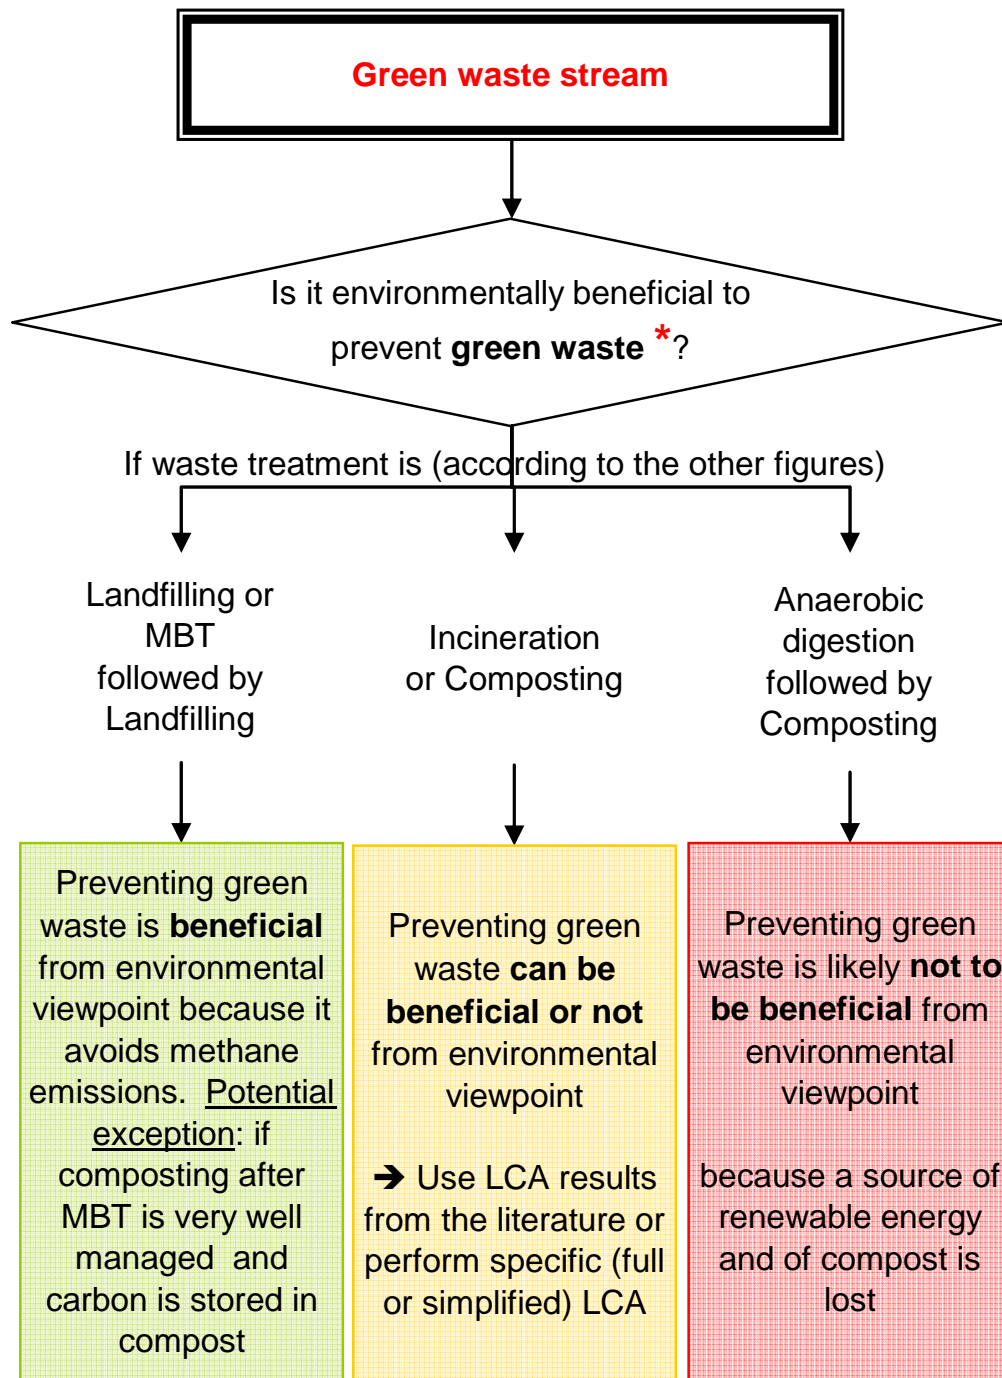 Green waste stream
Is it environmentally beneficial to
prevent green waste *?
If waste treatment is (according to the other figures)
Landfilling or
MBT
followed by
Landfilling
Incineration
or Composting
Anaerobic
digestion
followed by
Composting
Preventing green
waste is beneficial
from environmental
viewpoint because it
avoids methane
emissions. Potential
exception: if
composting after
MBT is very well
managed and
carbon is stored in
compost
Preventing green
waste can be
beneficial or not
from environmental
viewpoint
➔ Use LCA results
from the literature or
perform specific (full
or simplified) LCA
Preventing green
waste is likely not to
be beneficial from
environmental
viewpoint
because a source of
renewable energy
and of compost is
lost